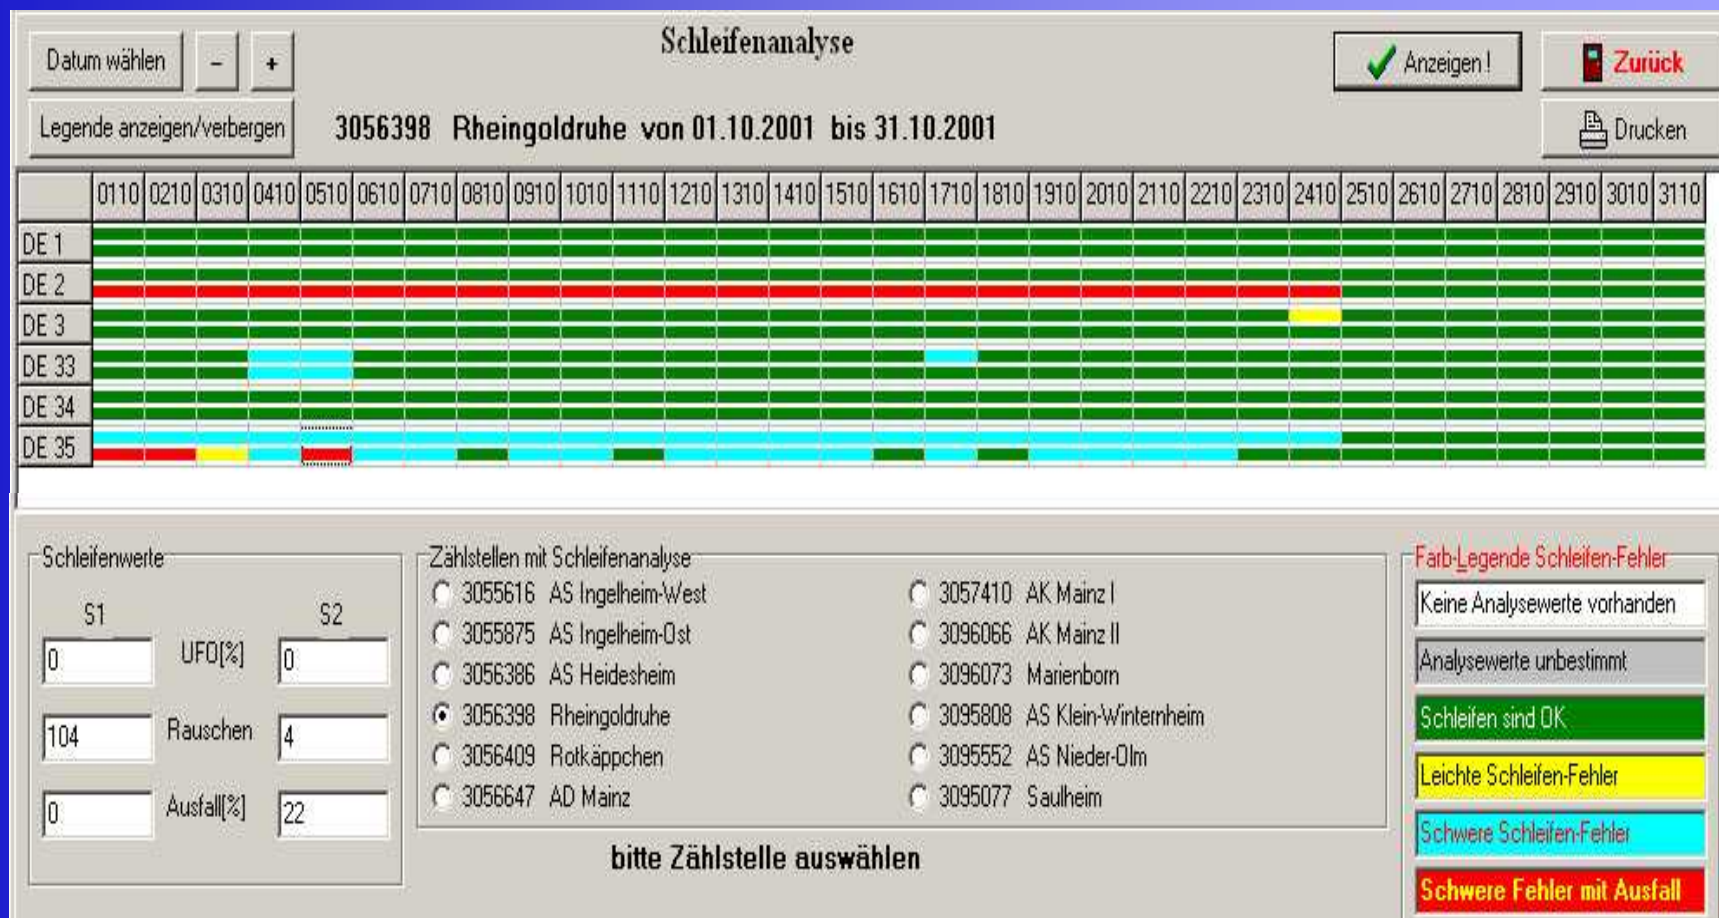 Schleifenanalyse
Datum wählen - + Anzeigen! Zurück
Legende anzeigen/verbergen 3056398 Rheingoldruhe von 01.10.2001 bis 31.10.2001 Drucken
0110 0210 0310 0410 0510 0610 0710 0810 0910 1010 1110 1210 1310 1410 1510 1610 1710 1810 1910 2010 2110 2210 2310 2410 2510 2610 2710 2810 2910 3010 3110
DE 1
DE 2
DE 3
DE 33
DE 34
DE 35
Schleifenwerte
S1 S2
0 UFO[%] 0
104 Rauschen 4
0 Ausfall[%] 22
Zählstellen mit Schleifenanalyse
3055616 AS Ingelheim-West
3055875 AS Ingelheim-Ost
3056386 AS Heidesheim
3056398 Rheingoldruhe
3056409 Rotkäppchen
3056647 AD Mainz
3057410 AK Mainz I
3096066 AK Mainz II
3096073 Marienborn
3095808 AS Klein-Winternheim
3095552 AS Nieder-Olm
3095077 Saulheim
bitte Zählstelle auswählen
Farb-Legende Schleifen-Fehler
Keine Analysewerte vorhanden
Analysewerte unbestimmt
Schleifen sind OK
Leichte Schleifen-Fehler
Schwere Schleifen-Fehler
Schwere Fehler mit Ausfall